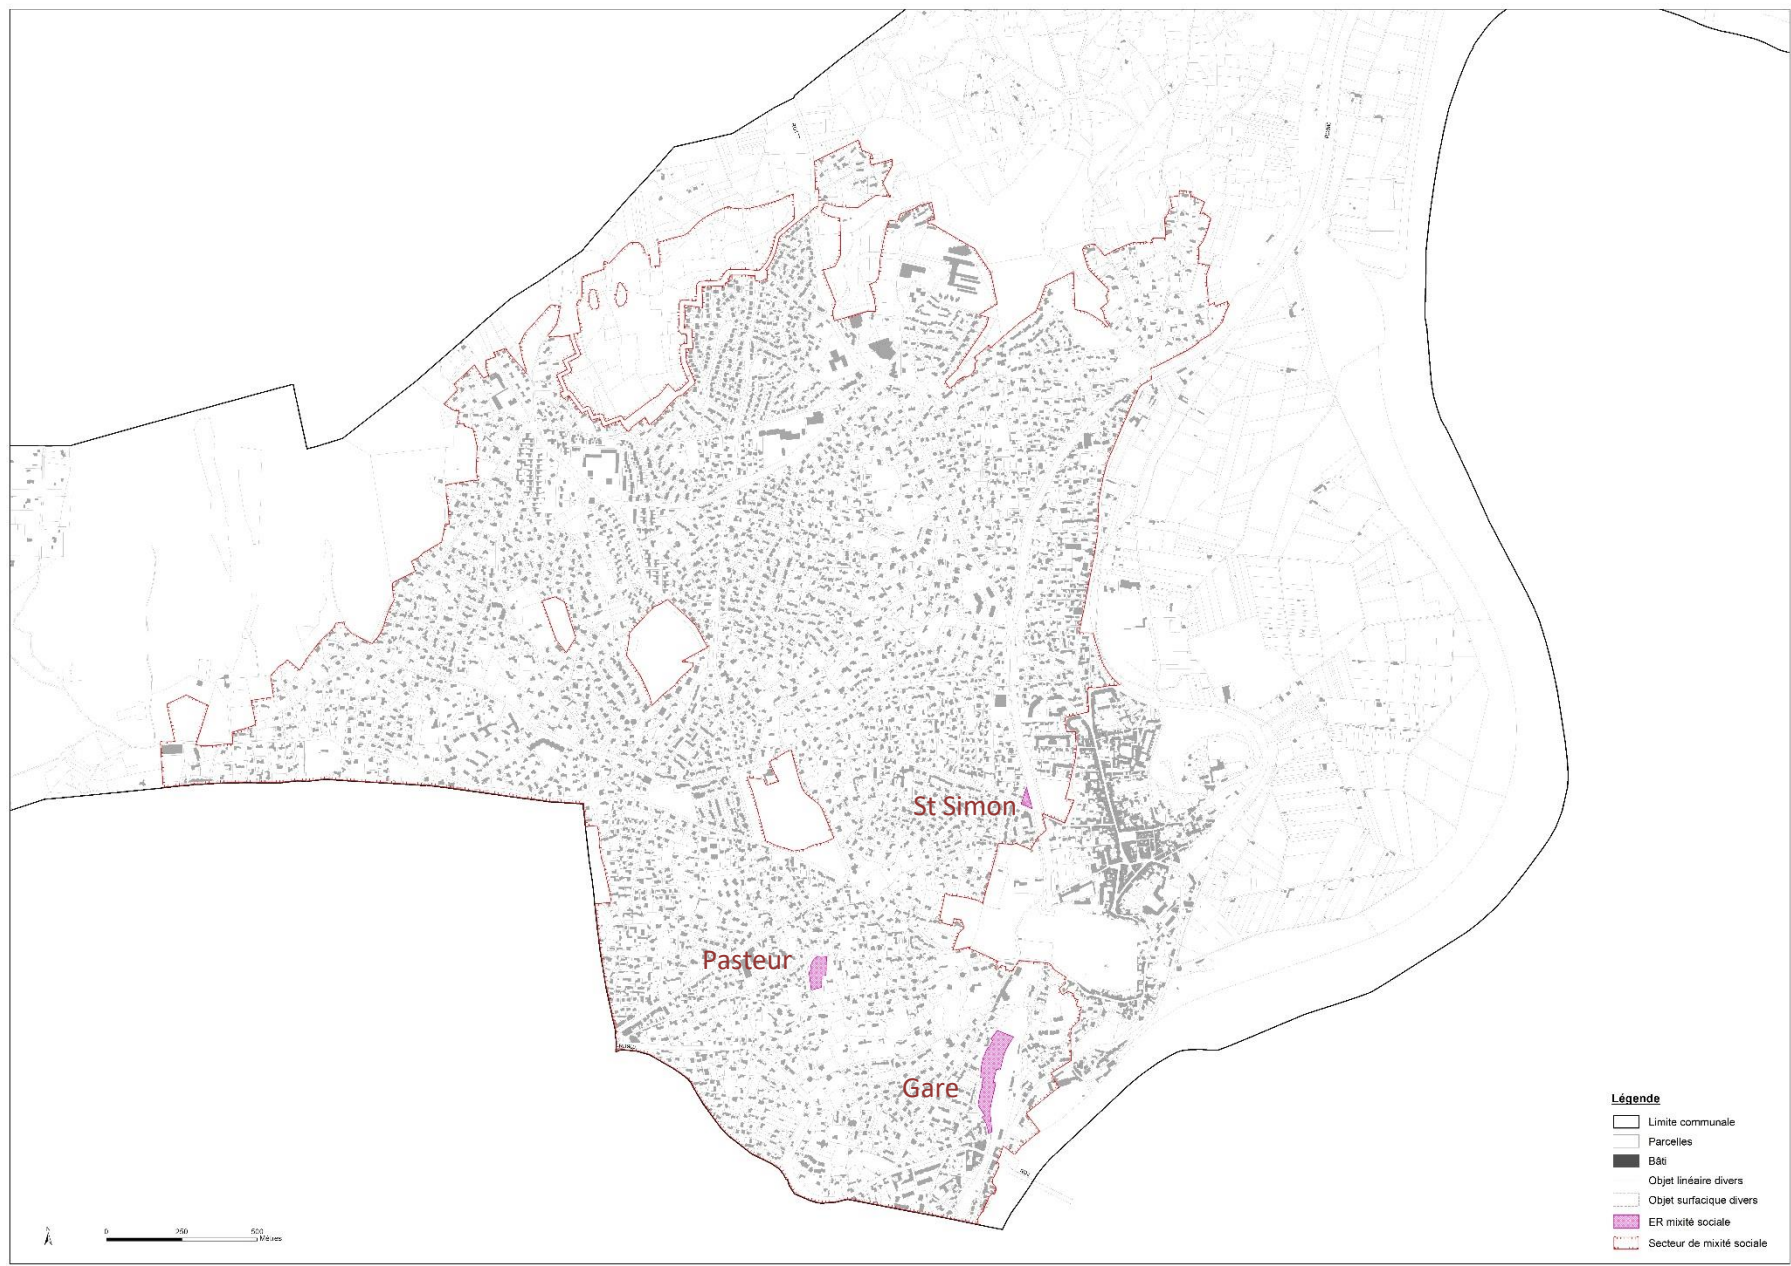 St Simon
Pasteur
Gare
Légende
Limite communale
Parcelles
Bâti
Objet linéaire divers
Objet surfacique divers
ER mixité sociale
Secteur de mixité sociale
N
0 250 500
Mètres